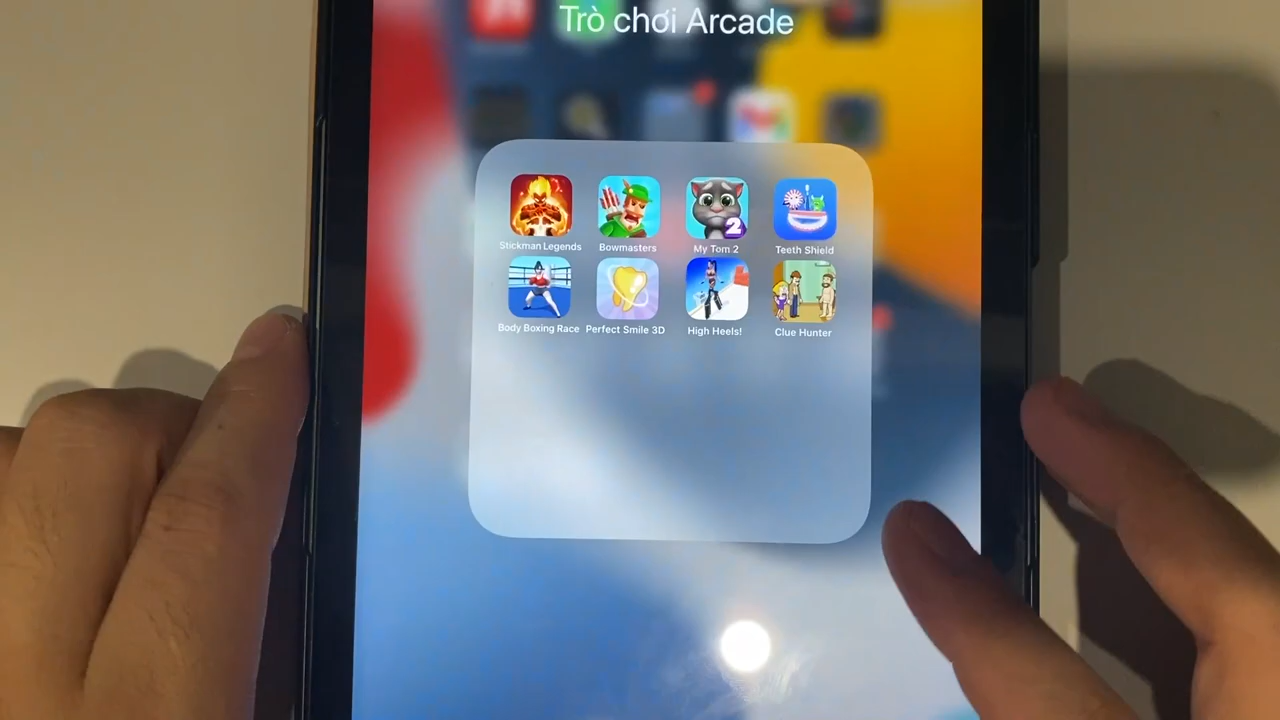 Trò chơi Arcade
Stickman Legends
Bowmasters
2
My Tom 2
Teeth Shield
Body Boxing Race
Perfect Smile 3D
High Heels!
Clue Hunter